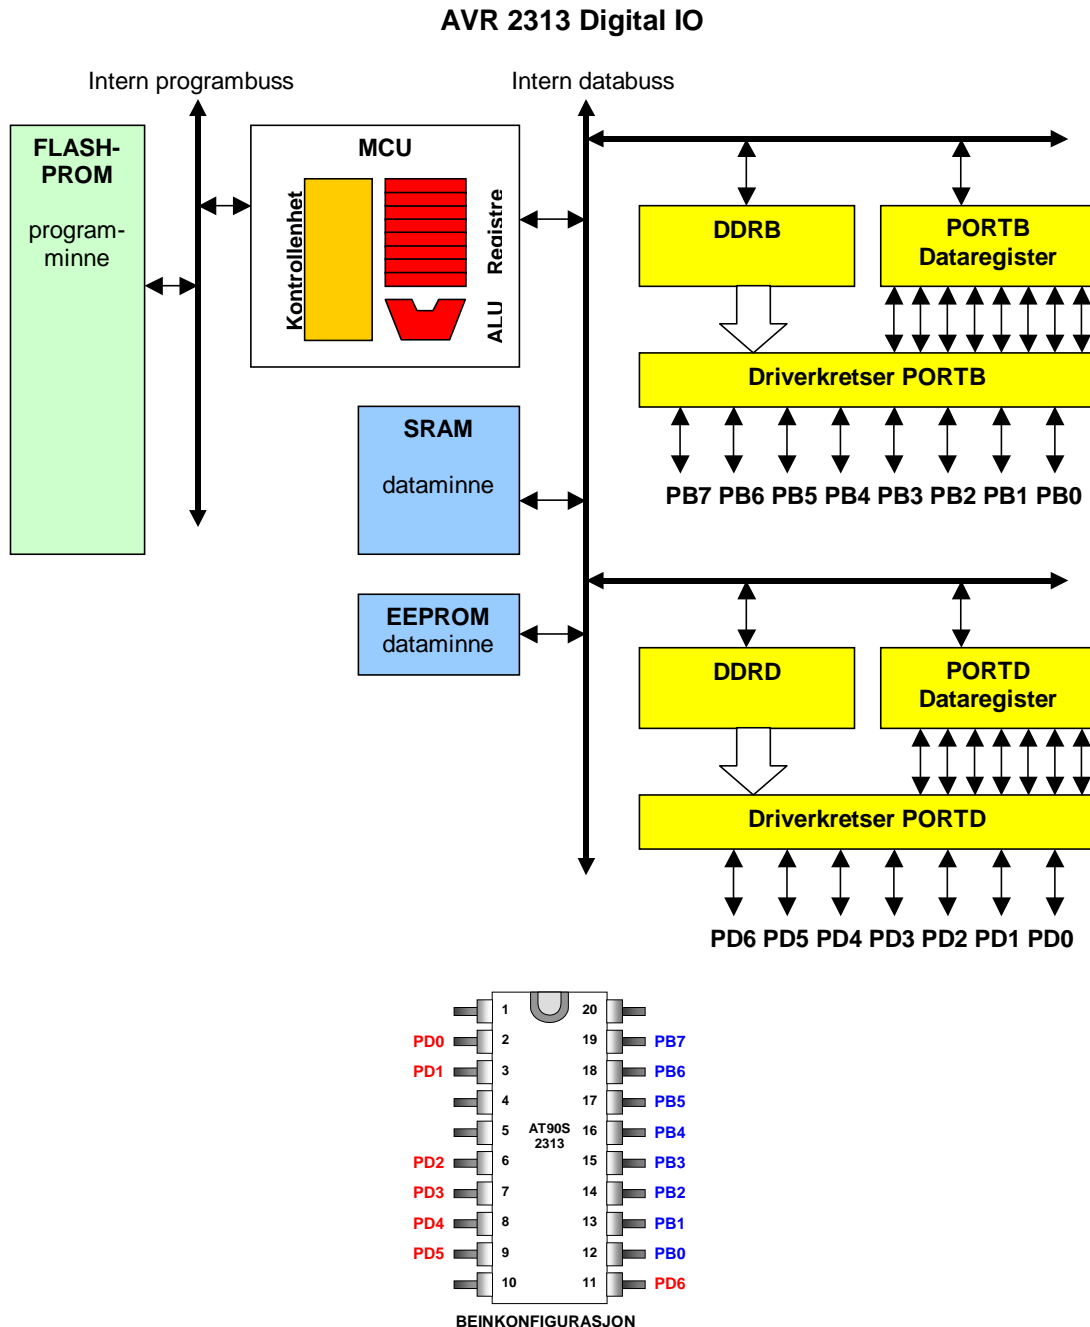 AVR 2313 Digital IO
Intern programbuss
Intern databuss
FLASH-
PROM
program-
minne
MCU
Kontrollenhet
Registre
ALU
SRAM
dataminne
EEPROM
dataminne
DDRB
PORTB
Dataregister
Driverkretser PORTB
PB7 PB6 PB5 PB4 PB3 PB2 PB1 PB0
DDRD
PORTD
Dataregister
Driverkretser PORTD
PD6 PD5 PD4 PD3 PD2 PD1 PD0
1 20
PD0 2 19 PB7
PD1 3 18 PB6
4 17 PB5
5 AT90S 16 PB4
2313
PD2 6 15 PB3
PD3 7 14 PB2
PD4 8 13 PB1
PD5 9 12 PB0
10 11 PD6
BEINKONFIGURASJON